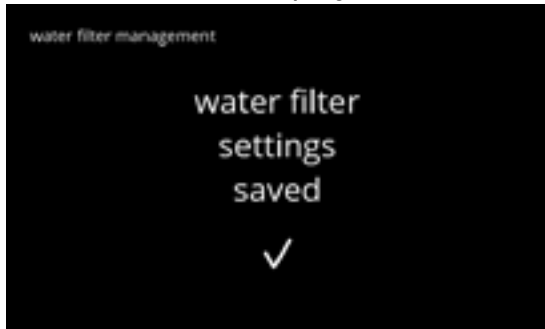 water filter management
water filter
settings
saved